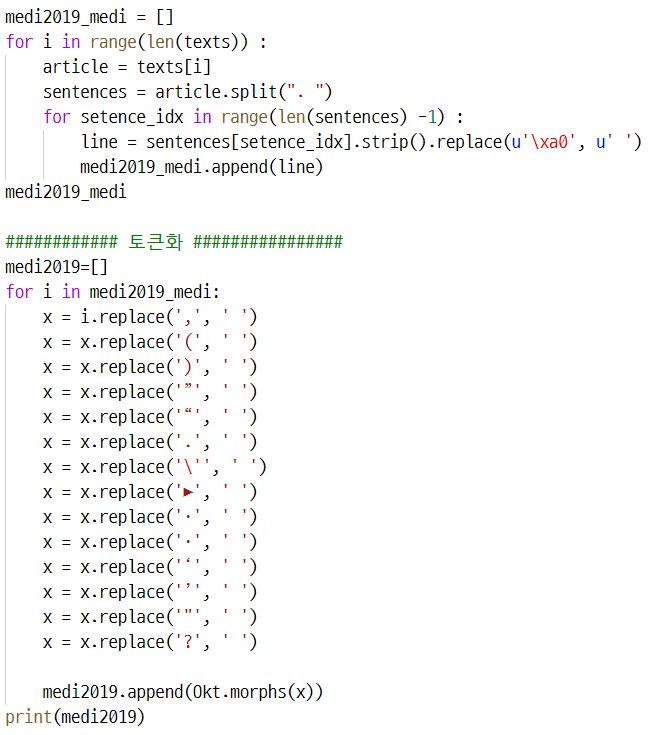 medi2019_medi = []
for i in range(len(texts)) :
    article = texts[i]
    sentences = article.split(". ")
    for setence_idx in range(len(sentences) -1) :
        line = sentences[setence_idx].strip().replace(u'\xa0', u' ')
        medi2019_medi.append(line)
medi2019_medi

############ 토큰화 ################
medi2019=[]
for i in medi2019_medi:
    x = i.replace(',', ' ')
    x = x.replace('(', ' ')
    x = x.replace(')', ' ')
    x = x.replace('”', ' ')
    x = x.replace('“', ' ')
    x = x.replace('.', ' ')
    x = x.replace('\'', ' ')
    x = x.replace('▶', ' ')
    x = x.replace('·', ' ')
    x = x.replace('·', ' ')
    x = x.replace('‘', ' ')
    x = x.replace('’', ' ')
    x = x.replace('"', ' ')
    x = x.replace('?', ' ')

    medi2019.append(Okt.morphs(x))
print(medi2019)